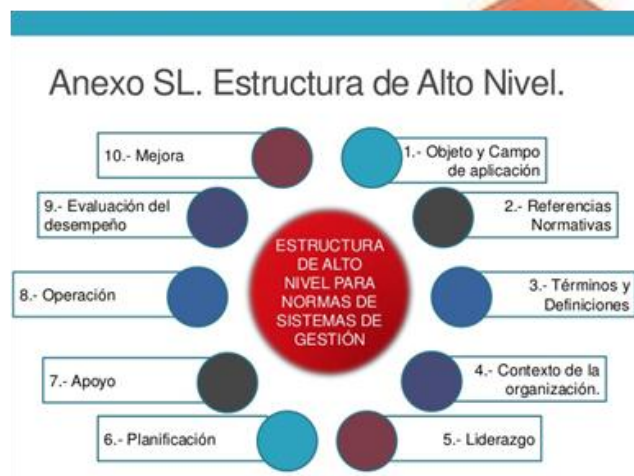 Anexo SL. Estructura de Alto Nivel.
ESTRUCTURA
DE ALTO
NIVEL PARA
NORMAS DE
SISTEMAS DE
GESTIÓN
1.- Objeto y Campo
de aplicación
2.- Referencias
Normativas
3.- Términos y
Definiciones
4.- Contexto de la
organización.
5.- Liderazgo
6.- Planificación
7.- Apoyo
8.- Operación
9.- Evaluación del
desempeño
10.- Mejora